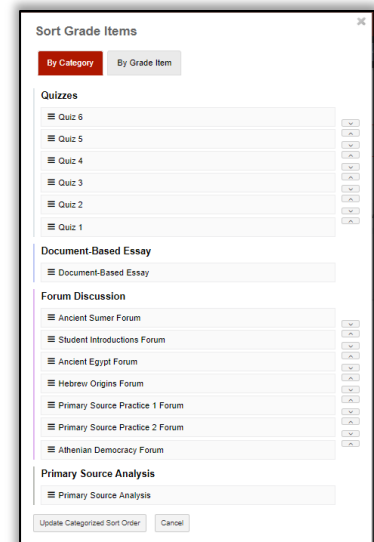 Sort Grade Items
By Category By Grade Item
Quizzes
Quiz 6
Quiz 5
Quiz 4
Quiz 3
Quiz 2
Quiz 1
Document-Based Essay
Document-Based Essay
Forum Discussion
Ancient Sumer Forum
Student Introductions Forum
Ancient Egypt Forum
Hebrew Origins Forum
Primary Source Practice 1 Forum
Primary Source Practice 2 Forum
Athenian Democracy Forum
Primary Source Analysis
Primary Source Analysis
Update Categorized Sort Order Cancel